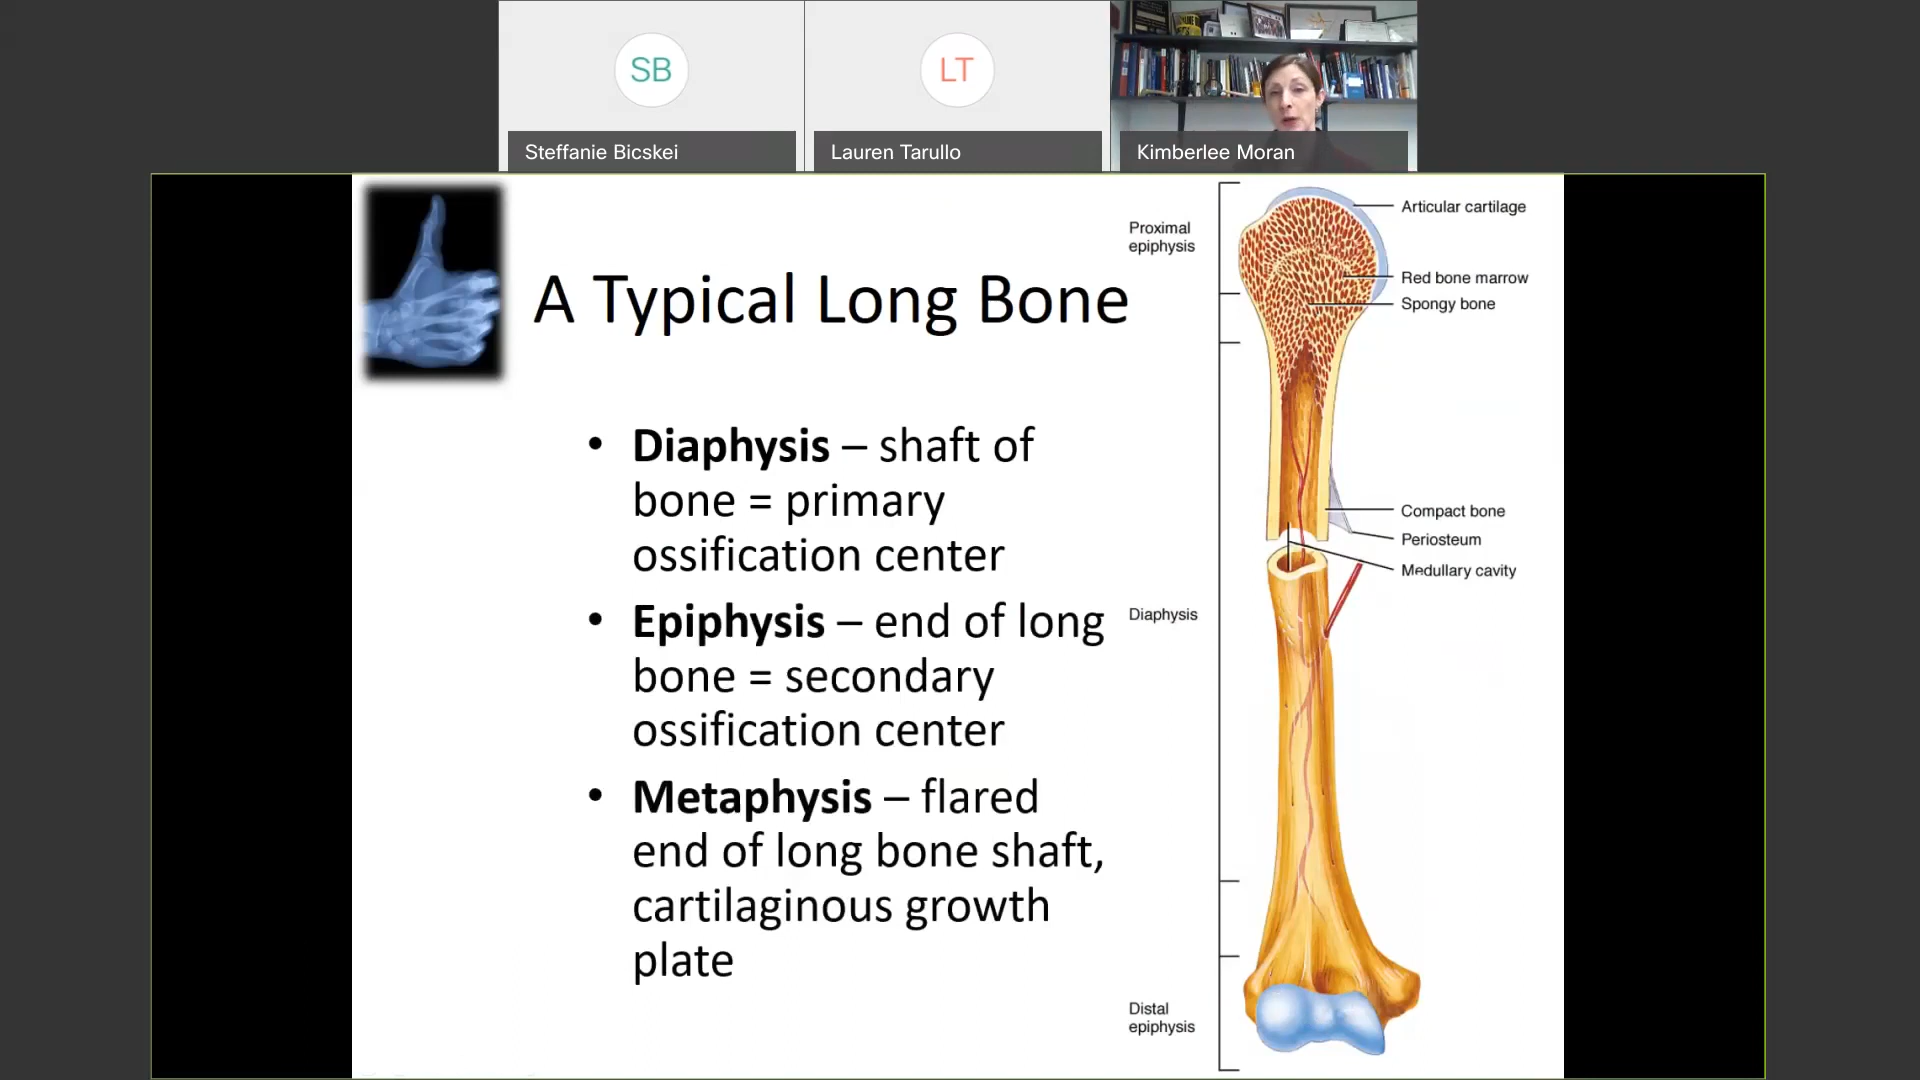 SB
LT
Steffanie Bicskei
Lauren Tarullo
Kimberlee Moran
A Typical Long Bone
• Diaphysis – shaft of
bone = primary
ossification center
• Epiphysis – end of long
bone = secondary
ossification center
• Metaphysis – flared
end of long bone shaft,
cartilaginous growth
plate
Proximal
epiphysis
Articular cartilage
Red bone marrow
Spongy bone
Compact bone
Periosteum
Medullary cavity
Diaphysis
Distal
epiphysis